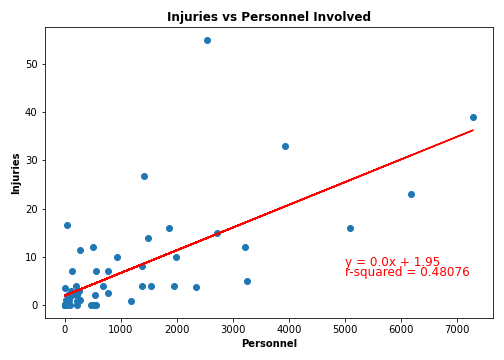 Injuries vs Personnel Involved
50
40
30
20
10
0
Injuries
y = 0.0x + 1.95
r-squared = 0.48076
0 1000 2000 3000 4000 5000 6000 7000
Personnel